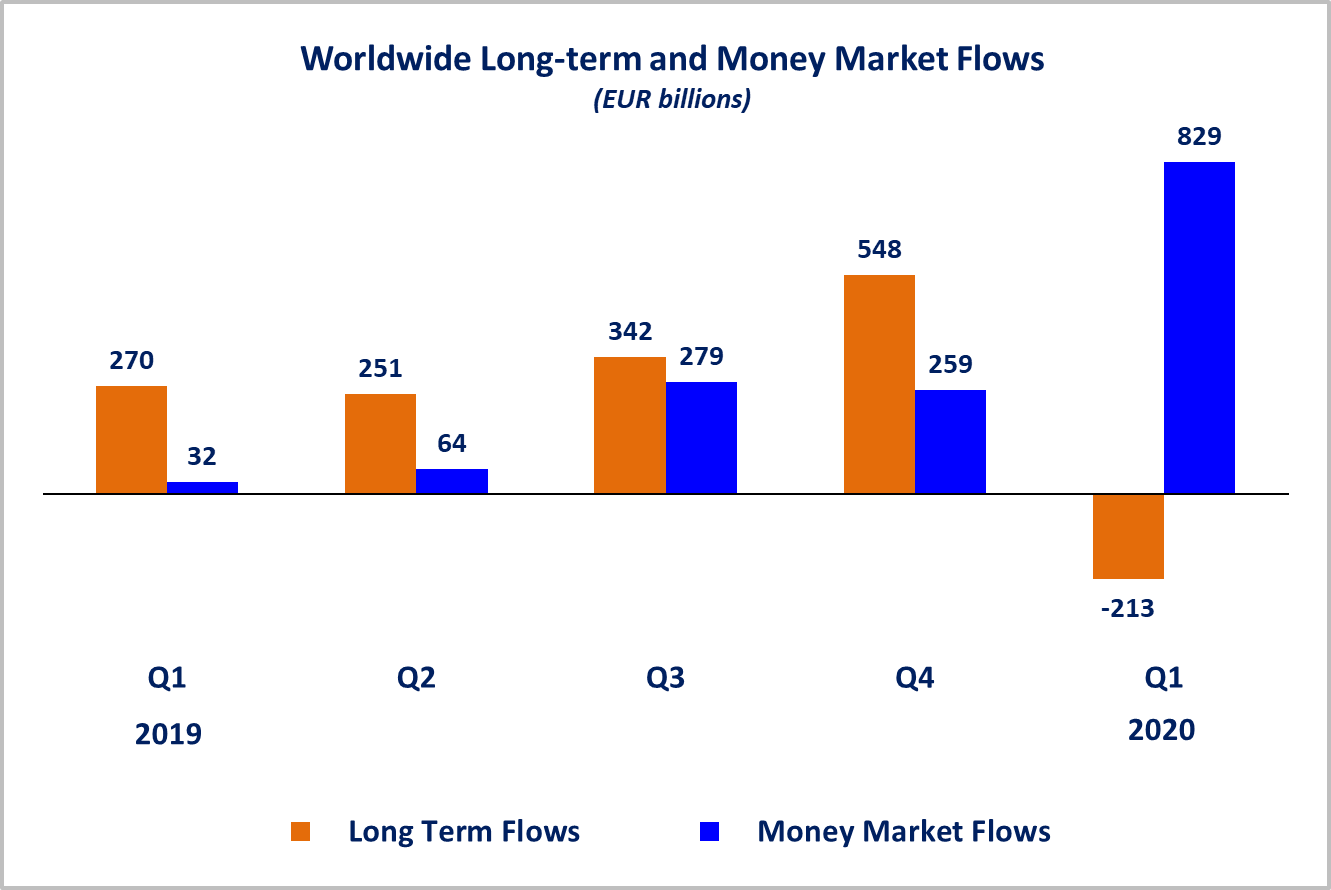 Worldwide Long-term and Money Market Flows
(EUR billions)
829
548
342
279
270
251
259
32
64
-213
Q1 Q2 Q3 Q4 Q1
2019 2020
Long Term Flows Money Market Flows